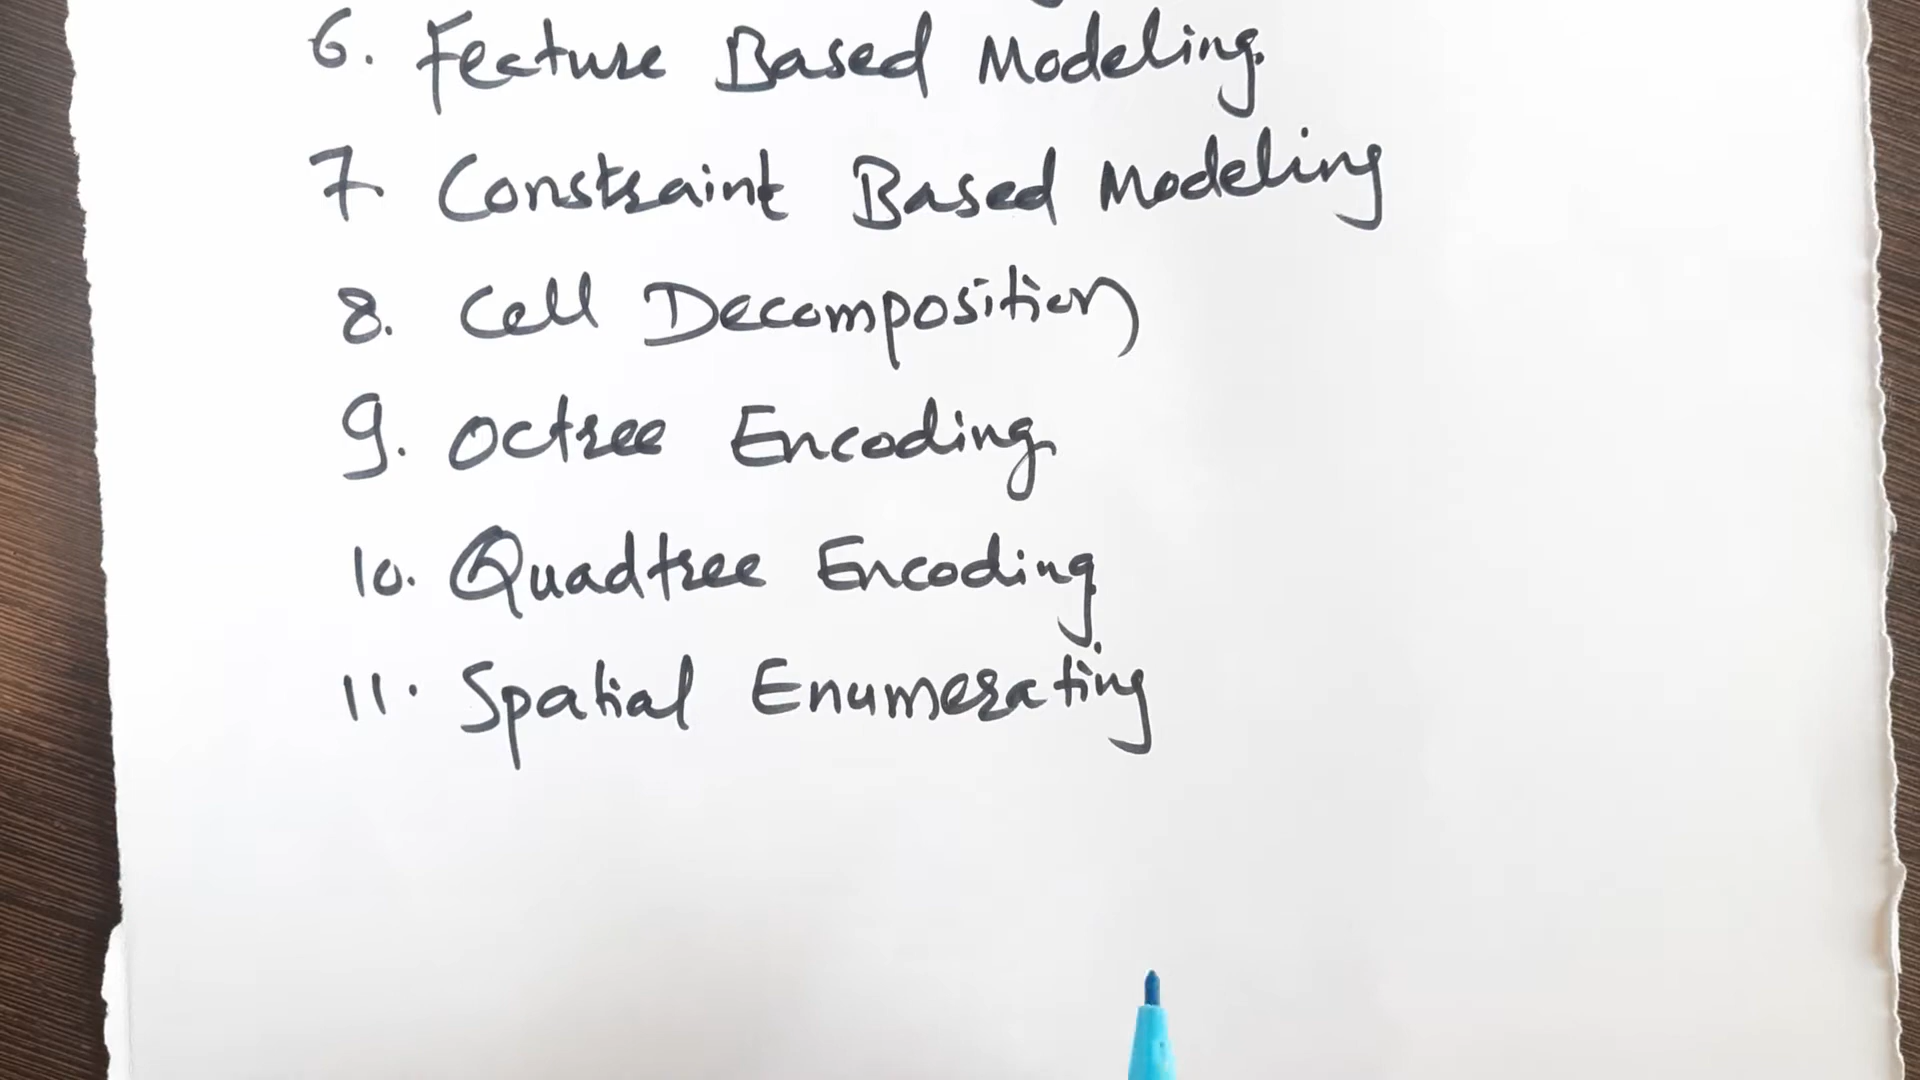 6. Feature Based Modeling.
7. Constraint Based Modeling
8. Cell Decomposition
9. Octree Encoding
10. Quadtree Encoding
11. Spatial Enumerating